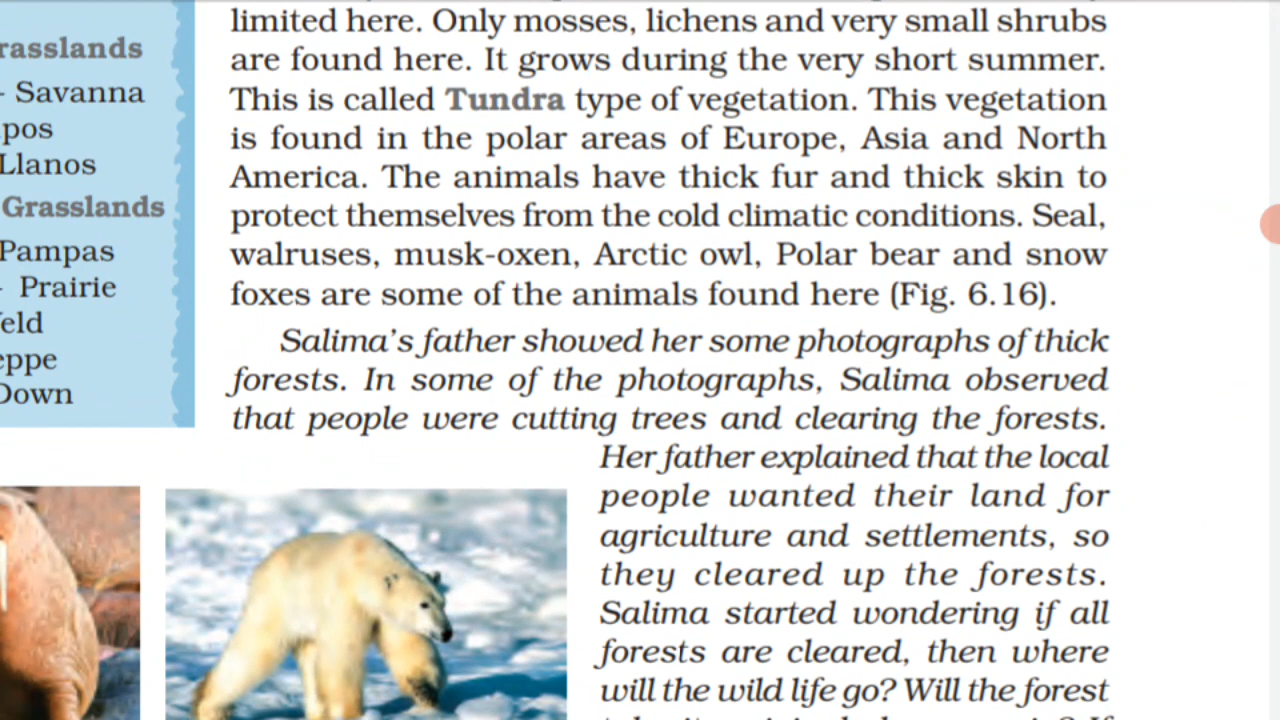 rasslands
- Savanna
pos
Llanos
Grasslands
Pampas
- Prairie
eld
eppe
Down
limited here. Only mosses, lichens and very small shrubs
are found here. It grows during the very short summer.
This is called Tundra type of vegetation. This vegetation
is found in the polar areas of Europe, Asia and North
America. The animals have thick fur and thick skin to
protect themselves from the cold climatic conditions. Seal,
walruses, musk-oxen, Arctic owl, Polar bear and snow
foxes are some of the animals found here (Fig. 6.16).
Salima's father showed her some photographs of thick
forests. In some of the photographs, Salima observed
that people were cutting trees and clearing the forests.
Her father explained that the local
people wanted their land for
agriculture and settlements, so
they cleared up the forests.
Salima started wondering if all
forests are cleared, then where
will the wild life go? Will the forest